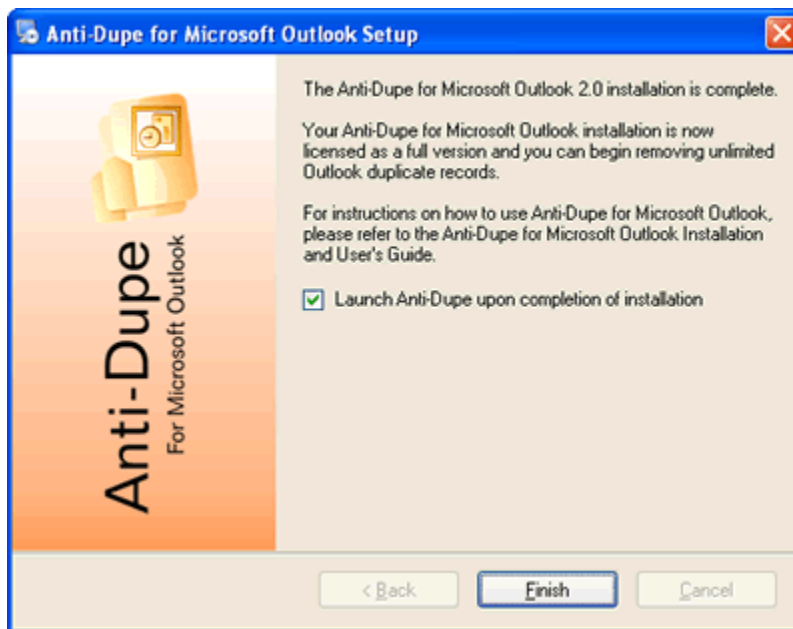 Anti-Dupe for Microsoft Outlook Setup
Anti-Dupe
For Microsoft Outlook
The Anti-Dupe for Microsoft Outlook 2.0 installation is complete.
Your Anti-Dupe for Microsoft Outlook installation is now
licensed as a full version and you can begin removing unlimited
Outlook duplicate records.
For instructions on how to use Anti-Dupe for Microsoft Outlook,
please refer to the Anti-Dupe for Microsoft Outlook Installation
and User's Guide.
Launch Anti-Dupe upon completion of installation
< Back
Finish
Cancel